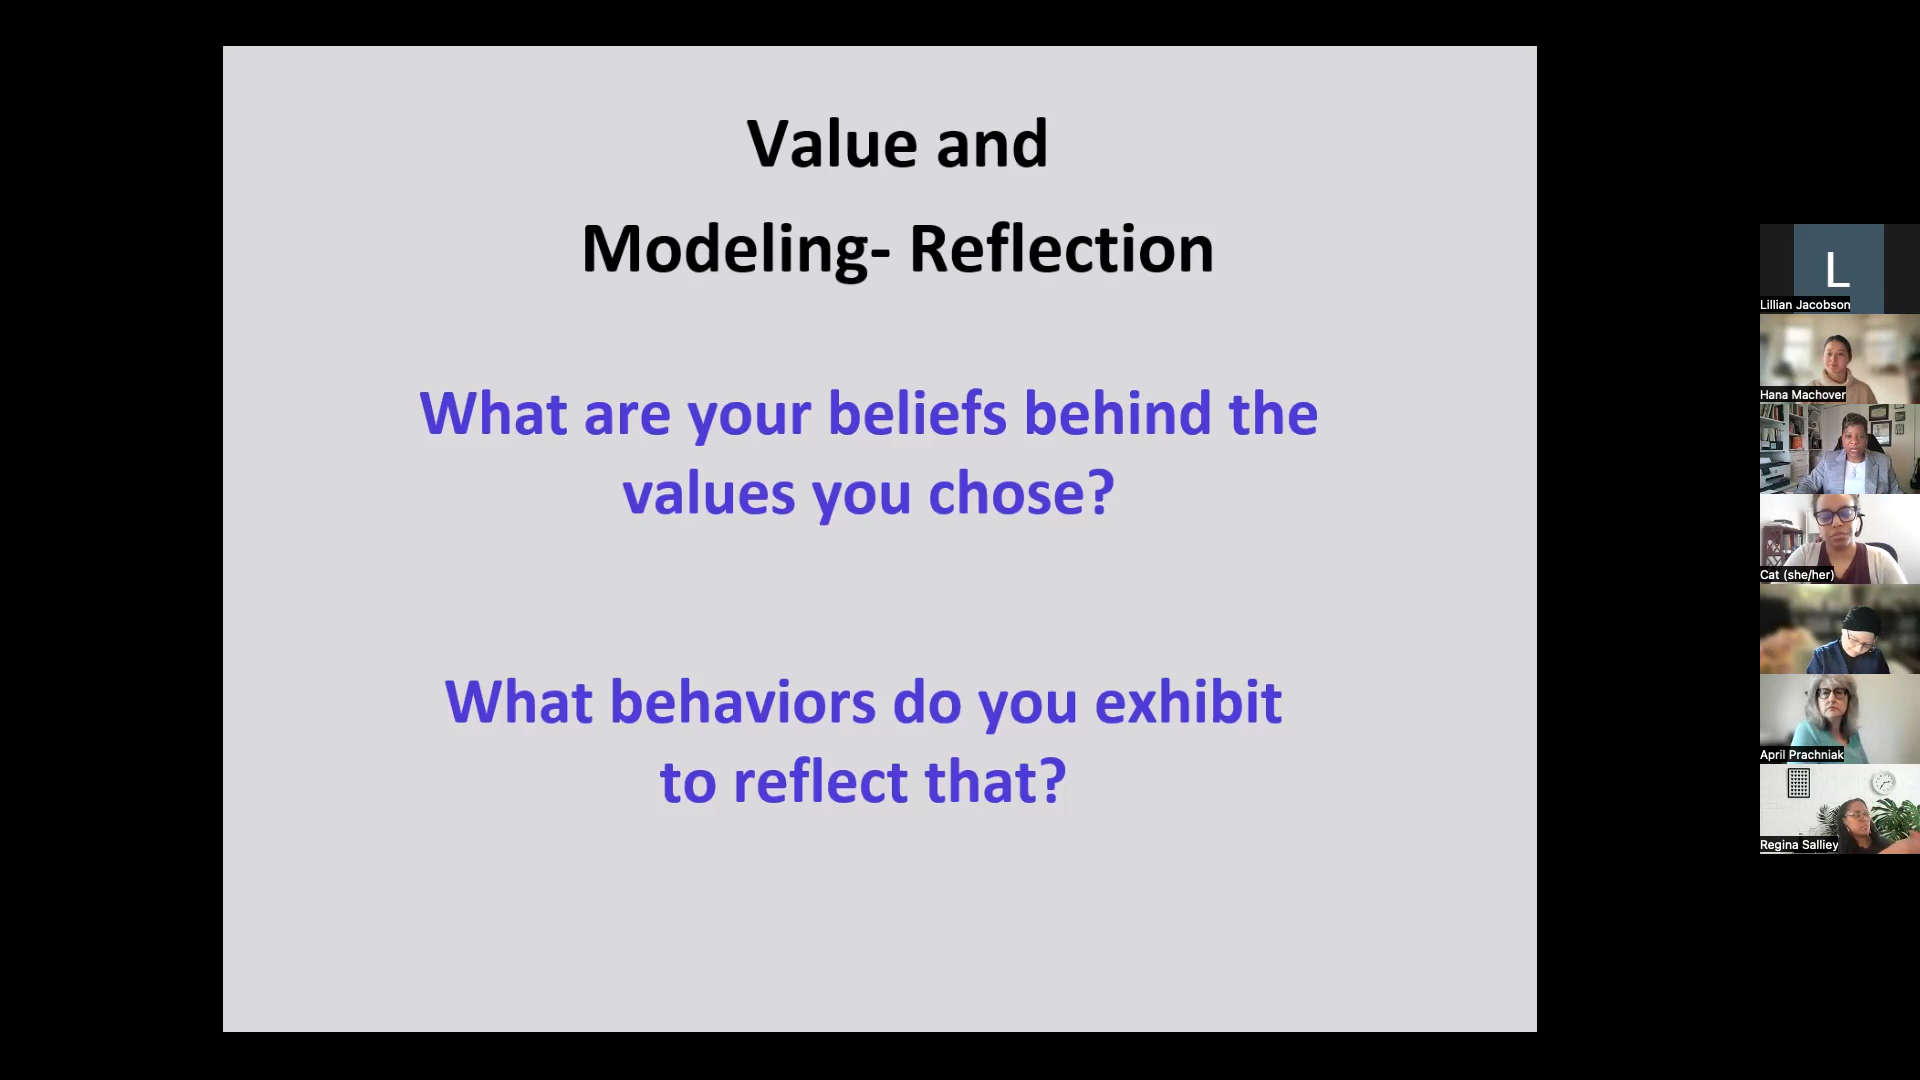 Value and
Modeling- Reflection
What are your beliefs behind the
values you chose?
What behaviors do you exhibit
to reflect that?
L
Lillian Jacobson
Hana Machover
Cat (she/her)
April Prachniak
Regina Salliey